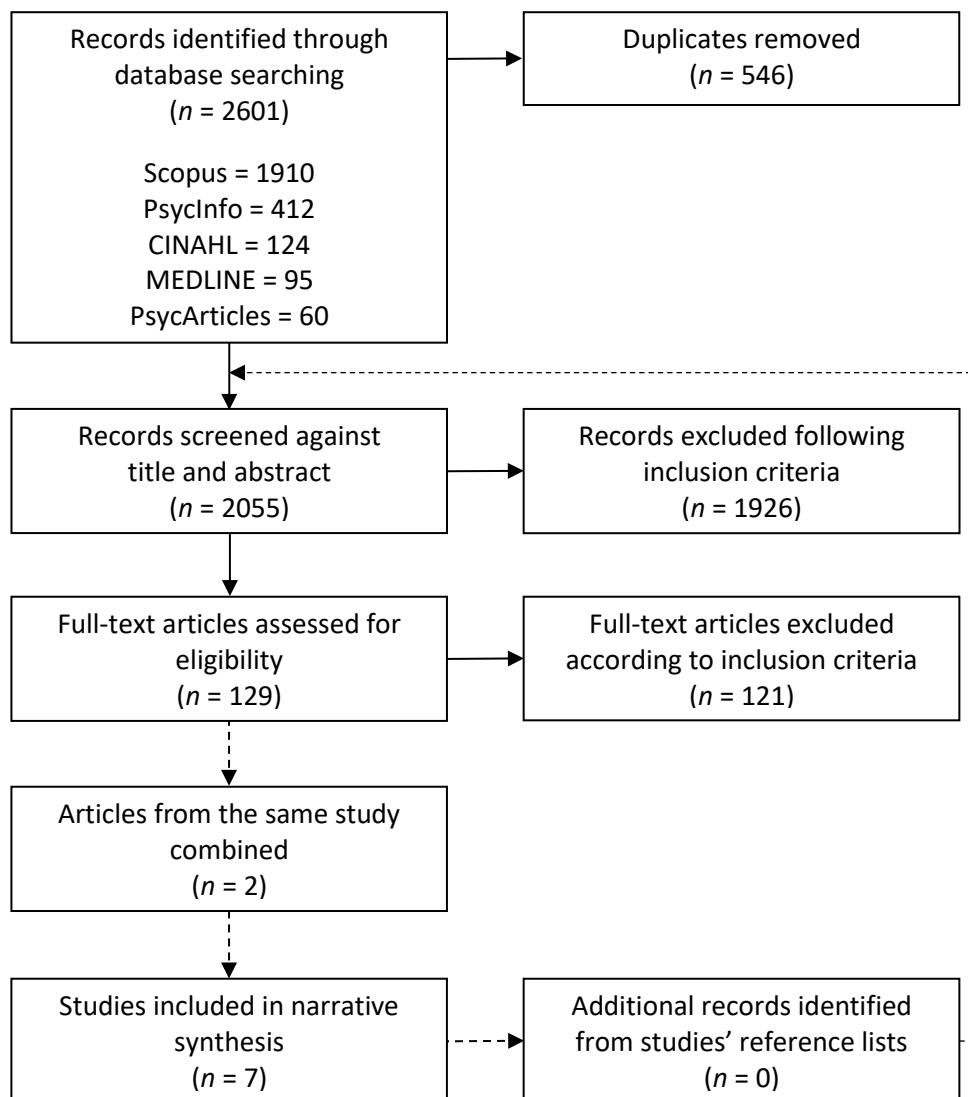 Records identified through
database searching
(n = 2601)
Scopus = 1910
PsycInfo = 412
CINAHL = 124
MEDLINE = 95
PsycArticles = 60
Duplicates removed
(n = 546)
Records screened against
title and abstract
(n = 2055)
Records excluded following
inclusion criteria
(n = 1926)
Full-text articles assessed for
eligibility
(n = 129)
Full-text articles excluded
according to inclusion criteria
(n = 121)
Articles from the same study
combined
(n = 2)
Studies included in narrative
synthesis
(n = 7)
Additional records identified
from studies’ reference lists
(n = 0)